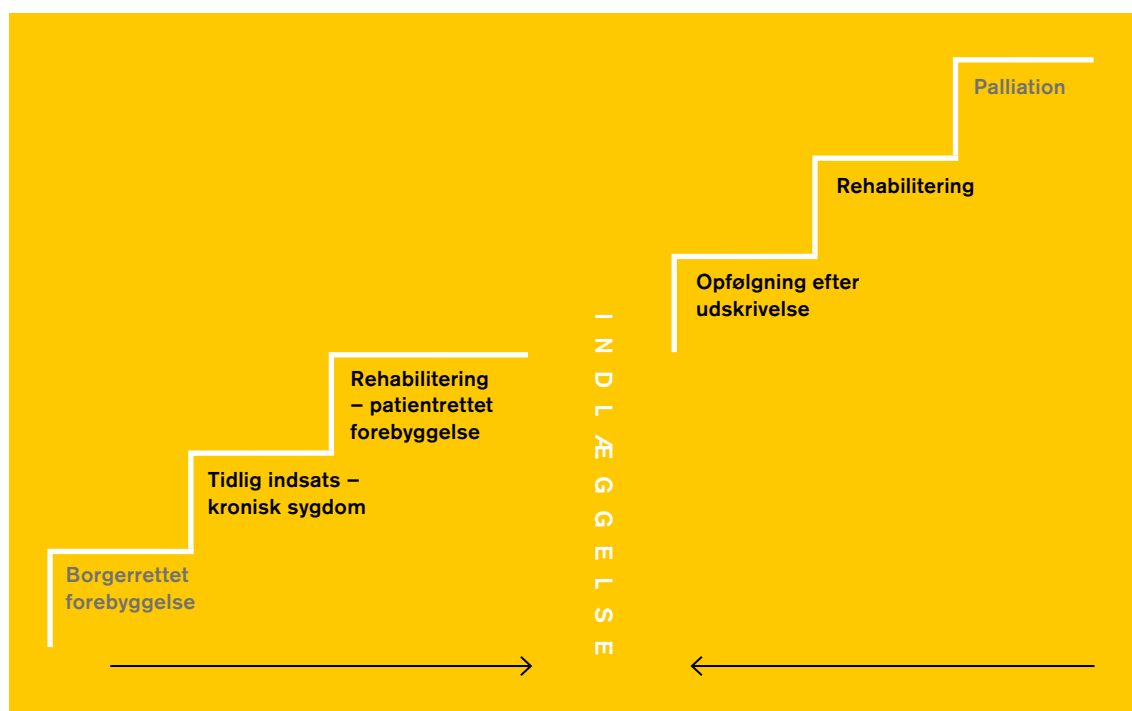 Borgerrettet
forebyggelse
Tidlig indsats –
kronisk sygdom
Rehabilitering
– patientrettet
forebyggelse
INDLÆGGELSE
Opfølgning efter
udskrivelse
Rehabilitering
Palliation